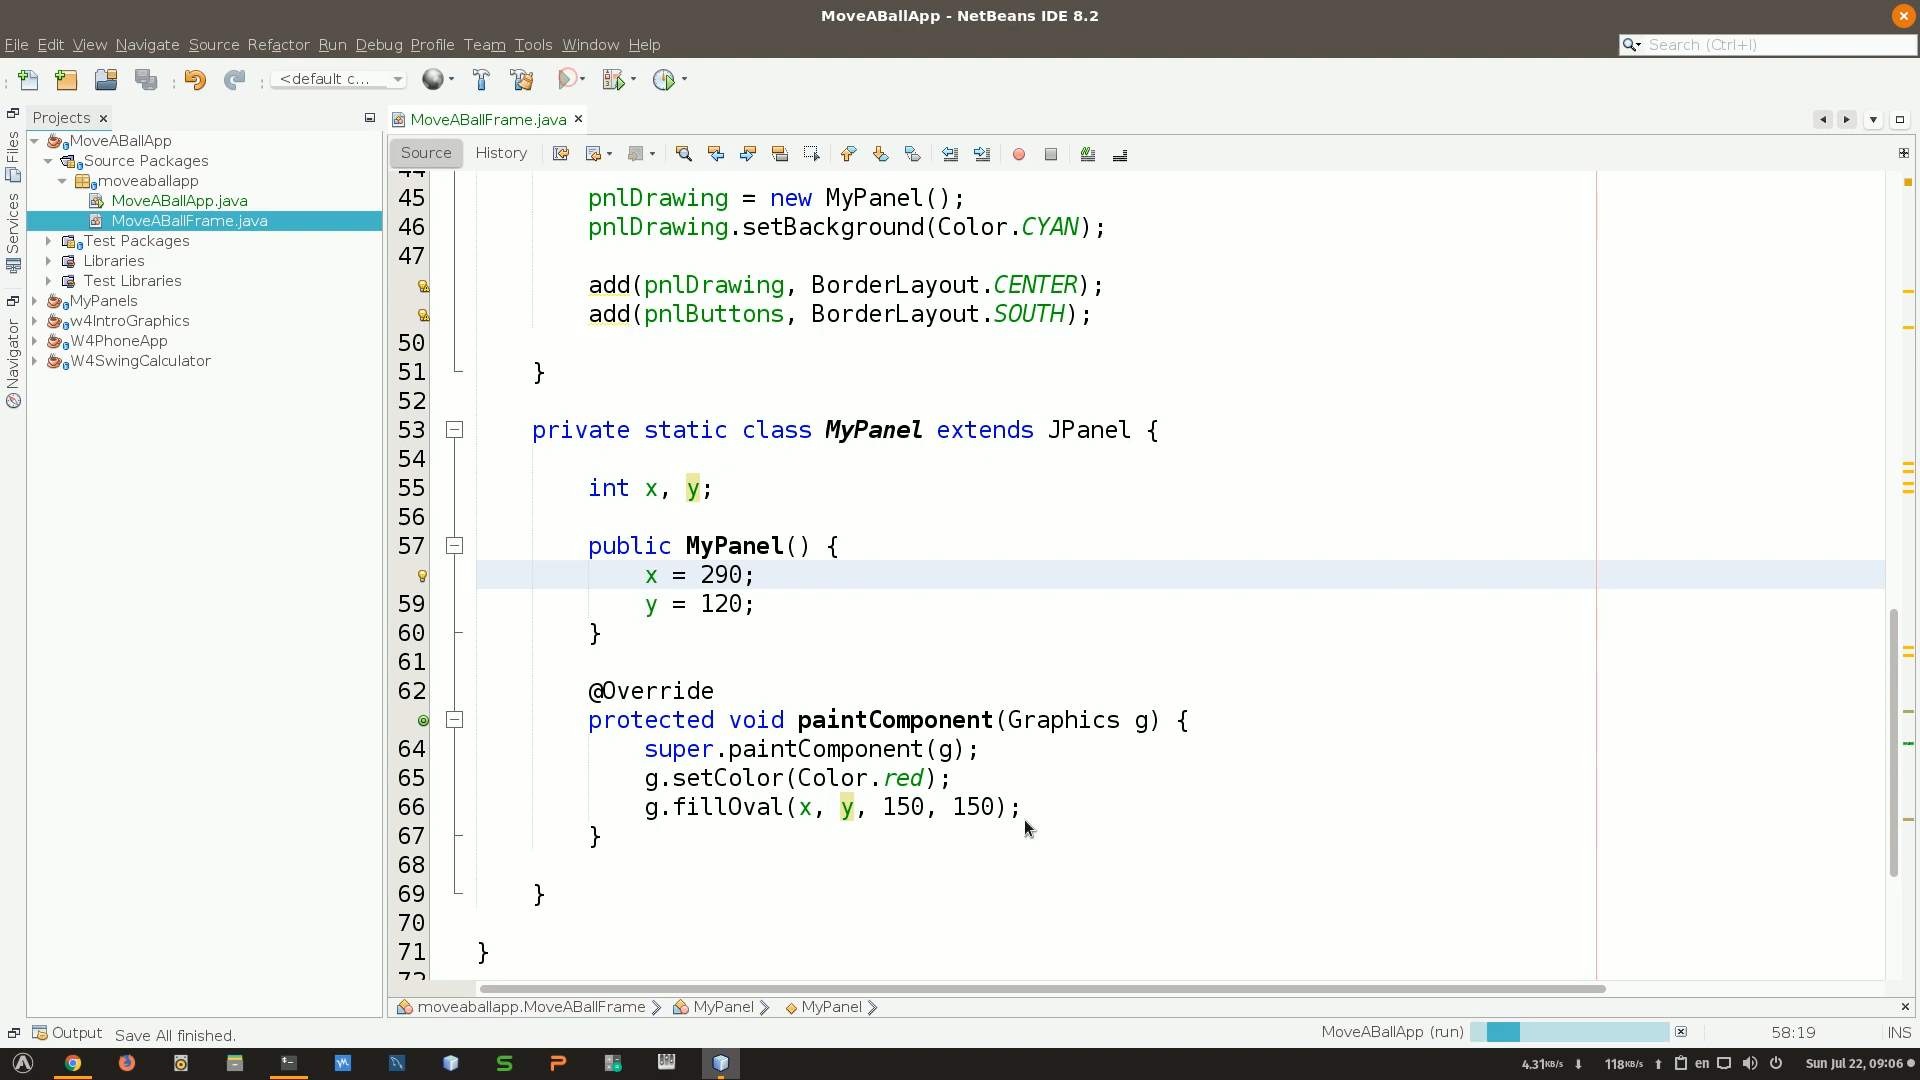 MoveABallApp - NetBeans IDE 8.2
File Edit View Navigate Source Refactor Run Debug Profile Team Tools Window Help
Search (Ctrl+I)
<default c...
Projects
MoveABallFrame.java
Files
Services
Navigator
MoveABallApp
Source Packages
moveaballapp
MoveABallApp.java
MoveABallFrame.java
Test Packages
Libraries
Test Libraries
MyPanels
w4IntroGraphics
W4PhoneApp
W4SwingCalculator
Source History
45 pnlDrawing = new MyPanel();
46 pnlDrawing.setBackground(Color.CYAN);
47
add(pnlDrawing, BorderLayout.CENTER);
add(pnlButtons, BorderLayout.SOUTH);
50
51 }
52
53 private static class MyPanel extends JPanel {
54
55 int x, y;
56
57 public MyPanel() {
x = 290;
59 y = 120;
60 }
61
62 @Override
protected void paintComponent(Graphics g) {
64 super.paintComponent(g);
65 g.setColor(Color.red);
66 g.fillOval(x, y, 150, 150);
67 }
68
69 }
70
71 }
moveaballapp.MoveABallFrame MyPanel MyPanel
Output Save All finished.
MoveABallApp (run) 58:19 INS
4.31KB/s 118KB/s en Sun Jul 22, 09:06